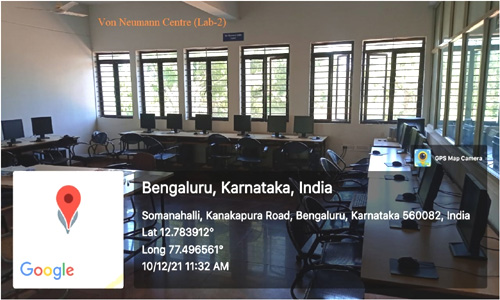 Von Neumann Centre (Lab-2)
GPS Map Camera
Bengaluru, Karnataka, India
Somanahalli, Kanakapura Road, Bengaluru, Karnataka 560082, India
Lat 12.783912°
Long 77.496561°
10/12/21 11:32 AM
Google